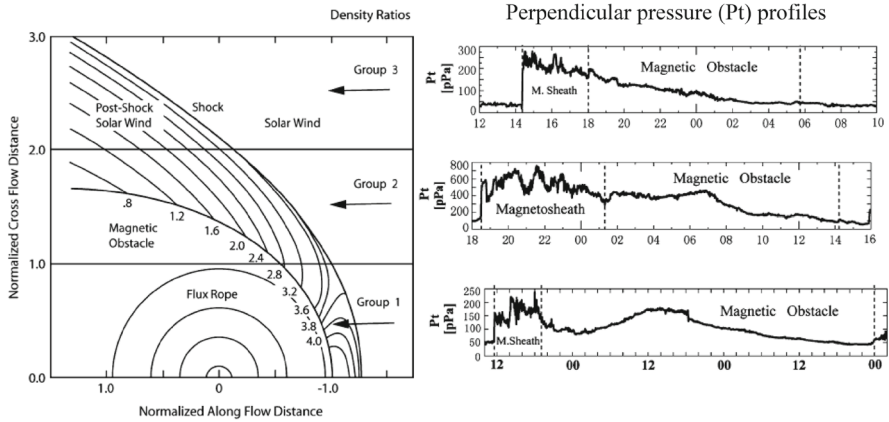 Density Ratios
3.0
Group 3
Post-Shock
Solar Wind
Shock
Solar Wind
2.0
Group 2
.8
1.2
1.6
Magnetic
Obstacle
2.0
2.4
1.0
2.8
3.2
Flux Rope
3.6
Group 1
3.8
4.0
0.0
1.0
0
-1.0
Normalized Cross Flow Distance
Normalized Along Flow Distance
Perpendicular pressure (Pt) profiles
Pt
[pPa]
300
200
100
0
M. Sheath
Magnetic Obstacle
12 14 16 18 20 22 00 02 04 06 08 10
Pt
[pPa]
800
600
400
200
0
Magnetosheath
Magnetic Obstacle
18 20 22 00 02 04 06 08 10 12 14 16
Pt
[pPa]
250
200
150
100
50
0
M.Sheath
Magnetic Obstacle
12 00 12 00 12 00